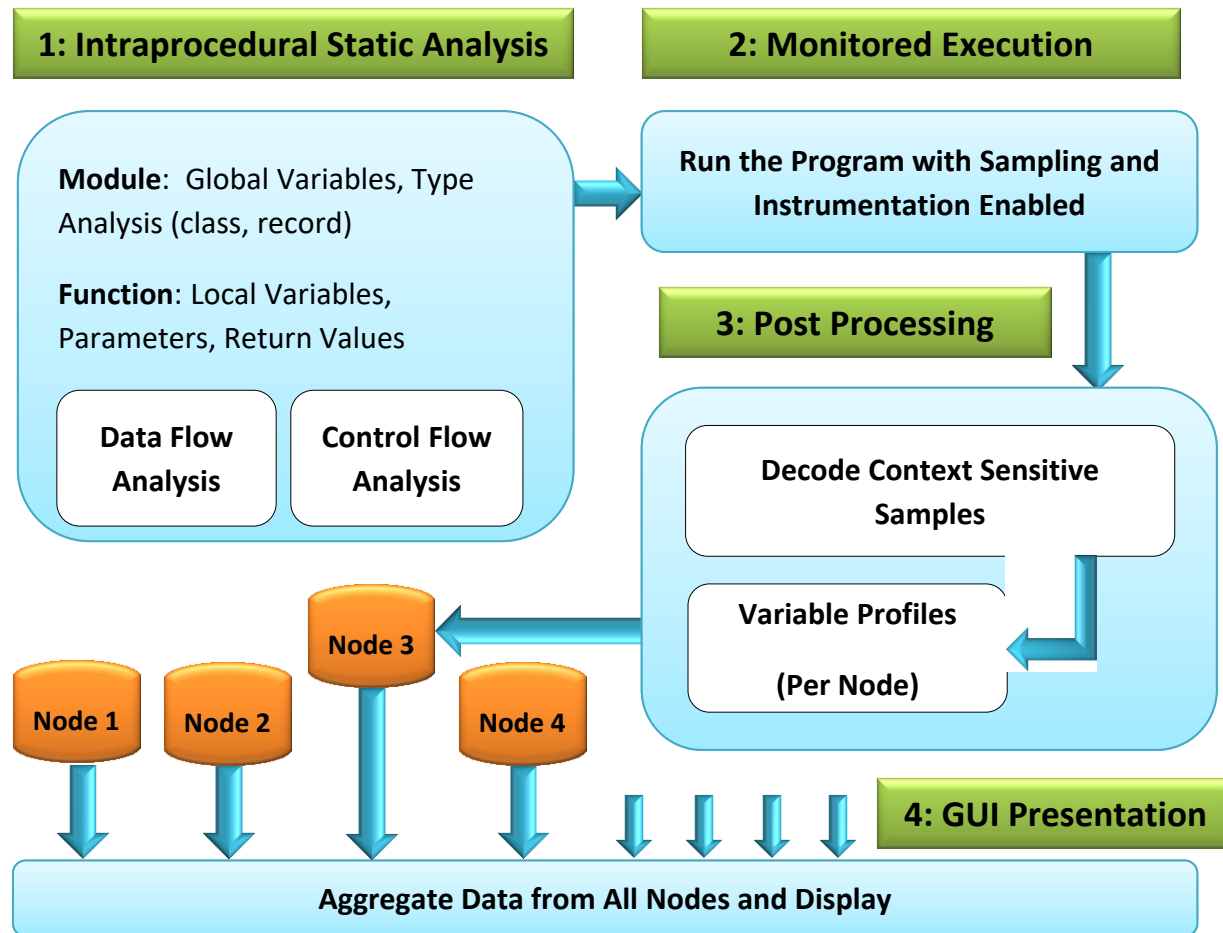 1: Intraprocedural Static Analysis
2: Monitored Execution
Module:  Global Variables, Type
Analysis (class, record)
Function: Local Variables,
Parameters, Return Values
Data Flow
Analysis
Control Flow
Analysis
Run the Program with Sampling and
Instrumentation Enabled
3: Post Processing
Decode Context Sensitive
Samples
Variable Profiles
(Per Node)
Node 3
Node 1
Node 2
Node 4
4: GUI Presentation
Aggregate Data from All Nodes and Display